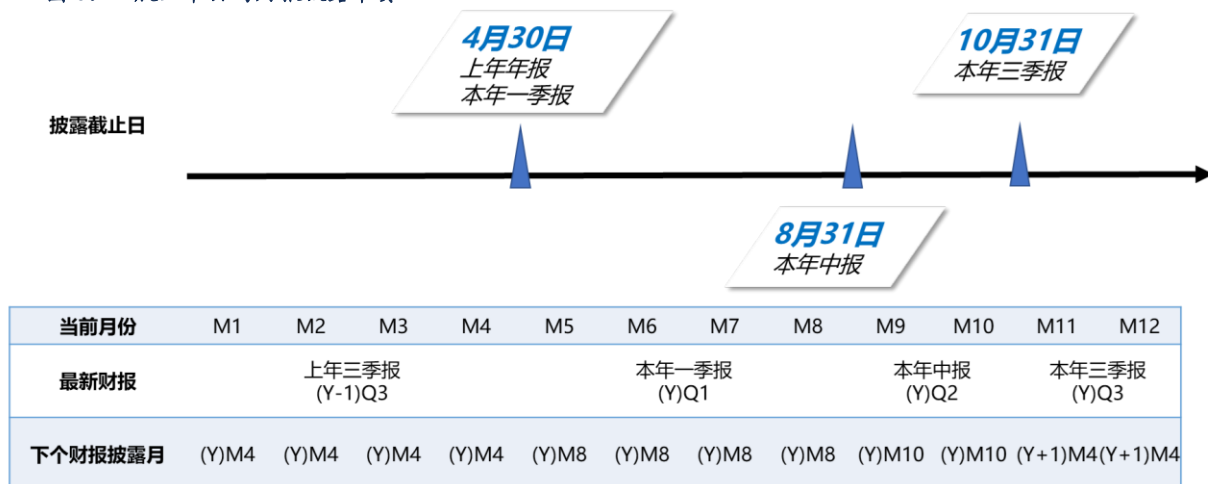 4月30日
上年年报
本年一季报
10月31日
本年三季报
披露截止日
8月31日
本年中报
当前月份 M1 M2 M3 M4 M5 M6 M7 M8 M9 M10 M11 M12
上年三季报 本年一季报 本年中报 本年三季报
最新财报
(Y-1)Q3 (Y)Q1 (Y)Q2 (Y)Q3
下个财报披露月 (Y)M4 (Y)M4 (Y)M4 (Y)M4 (Y)M8 (Y)M8 (Y)M8 (Y)M8 (Y)M10 (Y)M10 (Y+1)M4 (Y+1)M4